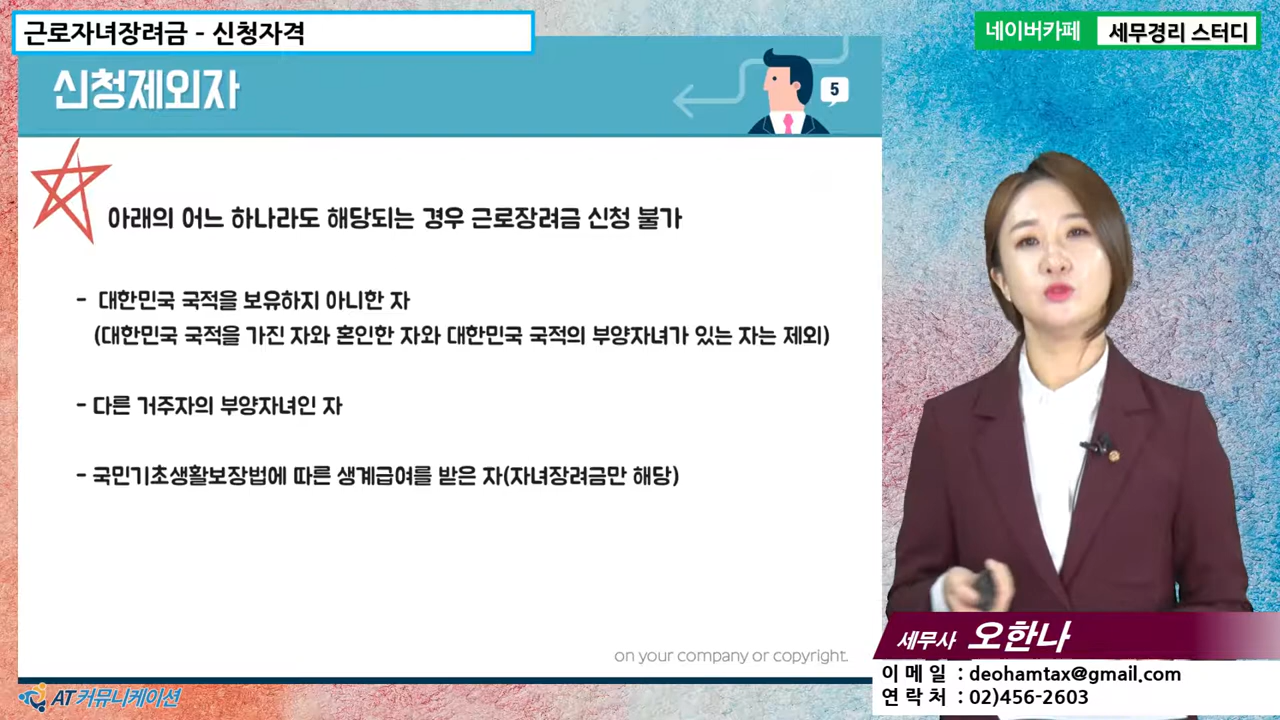 근로자녀장려금 - 신청자격
네이버카페 세무경리 스터디
신청제외자
5
아래의 어느 하나라도 해당되는 경우 근로장려금 신청 불가
- 대한민국 국적을 보유하지 아니한 자
(대한민국 국적을 가진 자와 혼인한 자와 대한민국 국적의 부양자녀가 있는 자는 제외)
- 다른 거주자의 부양자녀인 자
- 국민기초생활보장법에 따른 생계급여를 받은 자(자녀장려금만 해당)
on your company or copyright.
세무사 오한나
이 메 일 : deohamtax@gmail.com
연 락 처 : 02)456-2603
AT커뮤니케이션